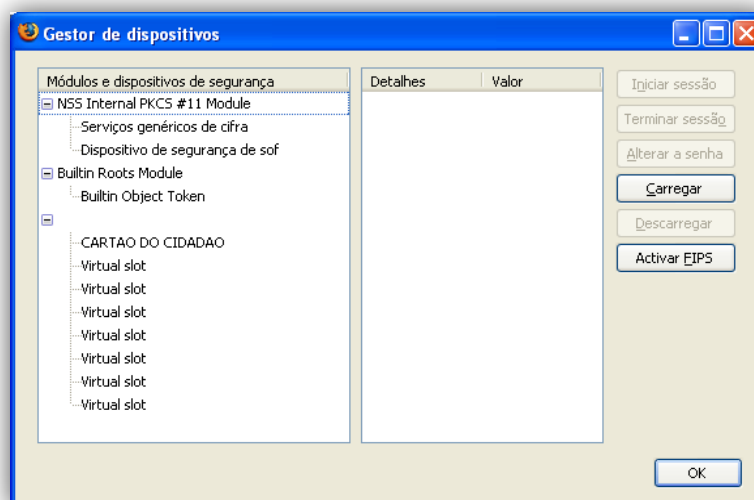 Gestor de dispositivos
Módulos e dispositivos de segurança
NSS Internal PKCS #11 Module
Serviços genéricos de cifra
Dispositivo de segurança de sof
Builtin Roots Module
Builtin Object Token
CARTAO DO CIDADAO
Virtual slot
Virtual slot
Virtual slot
Virtual slot
Virtual slot
Virtual slot
Virtual slot
Detalhes Valor
Iniciar sessão
Terminar sessão
Alterar a senha
Carregar
Descarregar
Activar FIPS
OK